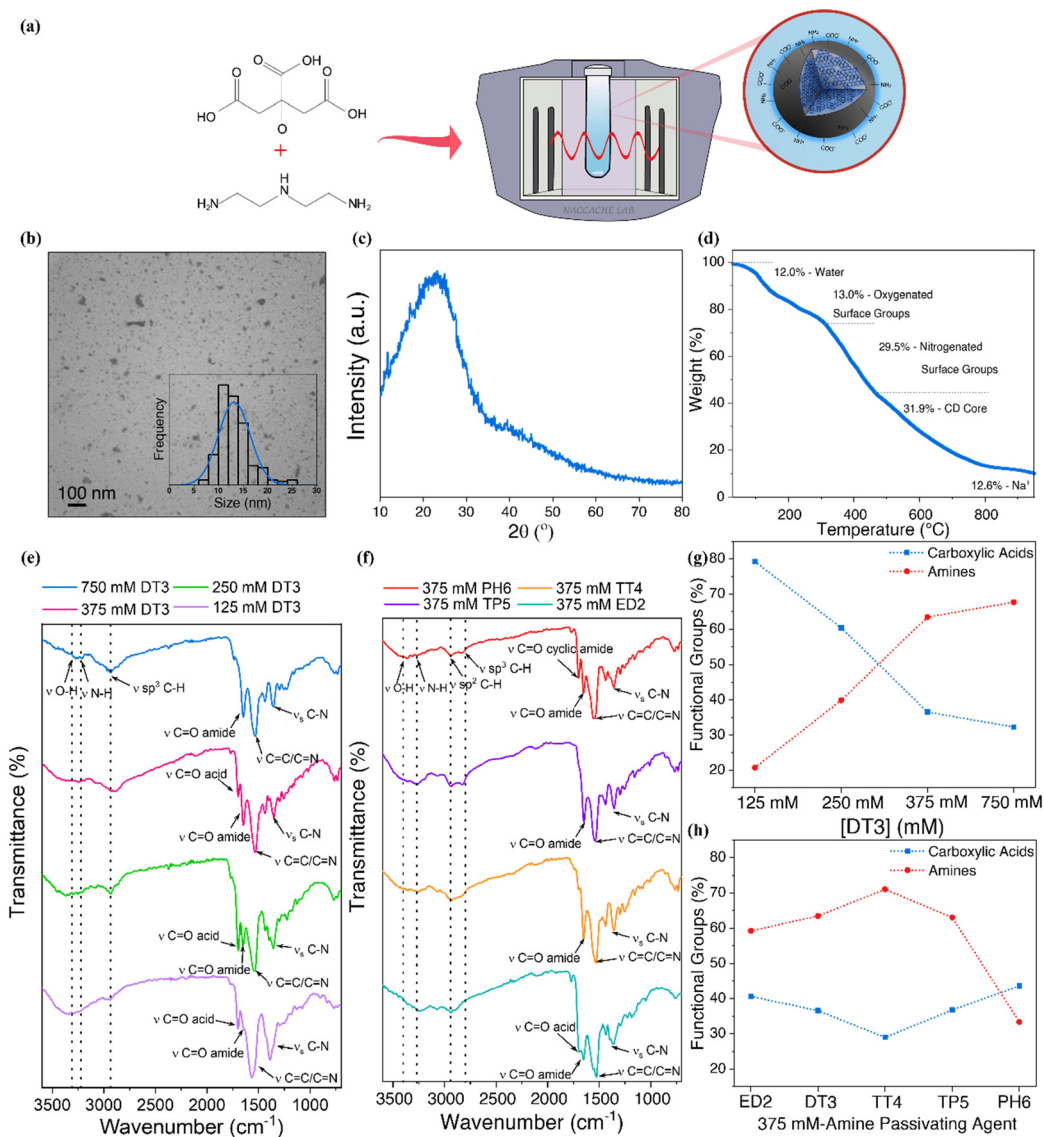 (a)
O
OH
O
O
HO
OH
O
+
H
N
H₂N
NH₂
NACCACHE LAB
NH₂
COO⁻
(b)
100 nm
Frequency
0 5 10 15 20 25 30
Size (nm)
(c)
Intensity (a.u.)
10 20 30 40 50 60 70 80
2θ (°)
(d)
Weight (%)
100
80
60
40
20
0
12.0% - Water
13.0% - Oxygenated
Surface Groups
29.5% - Nitrogenated
Surface Groups
31.9% - CD Core
12.6% - Na⁺
200 400 600 800
Temperature (°C)
(e)
750 mM DT3
250 mM DT3
375 mM DT3
125 mM DT3
Transmittance (%)
ν O-H
ν N-H
ν sp³ C-H
ν C=O amide
νₛ C-N
ν C=C/C=N
ν C=O acid
ν C=O amide
νₛ C-N
ν C=C/C=N
ν C=O acid
ν C=O amide
νₛ C-N
ν C=C/C=N
ν C=O acid
ν C=O amide
νₛ C-N
ν C=C/C=N
3500 3000 2500 2000 1500 1000
Wavenumber (cm⁻¹)
(f)
375 mM PH6
375 mM TT4
375 mM TP5
375 mM ED2
Transmittance (%)
ν O-H
ν N-H
ν sp² C-H
ν sp³ C-H
ν C=O cyclic amide
ν C=O amide
νₛ C-N
ν C=C/C=N
ν C=O amide
νₛ C-N
ν C=C/C=N
ν C=O amide
νₛ C-N
ν C=C/C=N
ν C=O acid
ν C=O amide
νₛ C-N
ν C=C/C=N
3500 3000 2500 2000 1500 1000
Wavenumber (cm⁻¹)
(g)
Functional Groups (%)
90
80
70
60
50
40
30
20
Carboxylic Acids
Amines
125 mM 250 mM 375 mM 750 mM
[DT3] (mM)
(h)
Functional Groups (%)
90
80
70
60
50
40
30
20
Carboxylic Acids
Amines
ED2 DT3 TT4 TP5 PH6
375 mM-Amine Passivating Agent